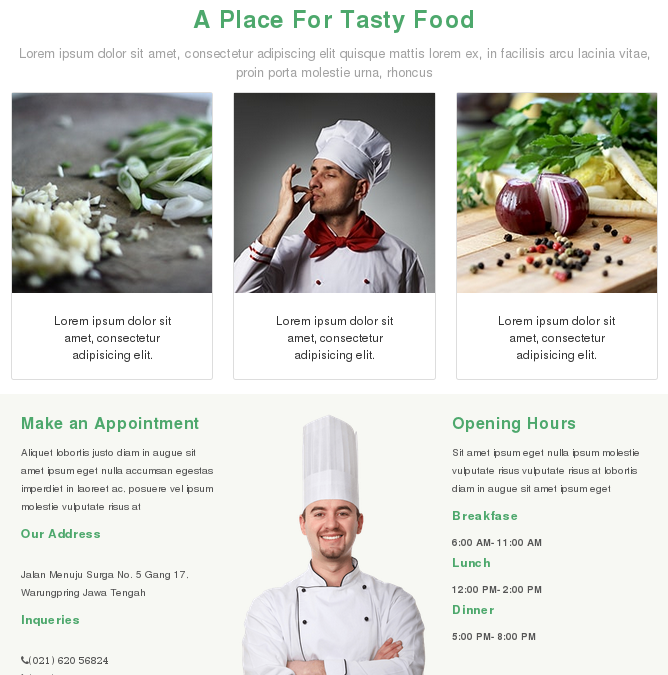 A Place For Tasty Food
Lorem ipsum dolor sit amet, consectetur adipiscing elit quisque mattis lorem ex, in facilisis arcu lacinia vitae,
proin porta molestie urna, rhoncus
Lorem ipsum dolor sit
amet, consectetur
adipisicing elit.
Lorem ipsum dolor sit
amet, consectetur
adipisicing elit.
Lorem ipsum dolor sit
amet, consectetur
adipisicing elit.
Make an Appointment
Aliquet lobortis justo diam in augue sit
amet ipsum eget nulla accumsan egestas
imperdiet in laoreet ac. posuere vel ipsum
molestie vulputate risus at
Our Address
Jalan Menuju Surga No. 5 Gang 17.
Warungpring Jawa Tengah
Inqueries
(021) 620 56824
Opening Hours
Sit amet ipsum eget nulla ipsum molestie
vulputate risus vulputate risus at lobortis
diam in augue sit amet ipsum eget
Breakfase
6:00 AM- 11:00 AM
Lunch
12:00 PM- 2:00 PM
Dinner
5:00 PM- 8:00 PM